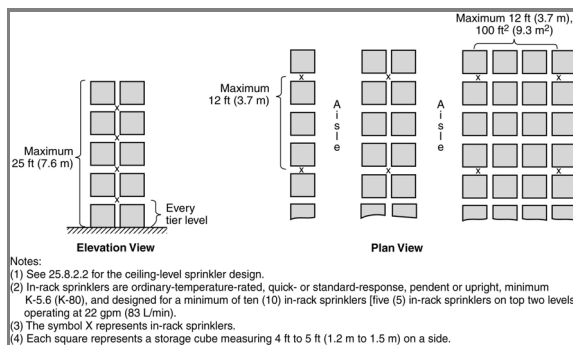 Maximum 12 ft (3.7 m),
100 ft² (9.3 m²)
Maximum
12 ft (3.7 m)
Aisle
Aisle
Maximum
25 ft (7.6 m)
x
x
x
x
x
x
x
x
x
x
x
x
Every
tier level
Elevation View
Plan View
Notes:
(1) See 25.8.2.2 for the ceiling-level sprinkler design.
(2) In-rack sprinklers are ordinary-temperature-rated, quick- or standard-response, pendent or upright, minimum
K-5.6 (K-80), and designed for a minimum of ten (10) in-rack sprinklers [five (5) in-rack sprinklers on top two levels
operating at 22 gpm (83 L/min).
(3) The symbol X represents in-rack sprinklers.
(4) Each square represents a storage cube measuring 4 ft to 5 ft (1.2 m to 1.5 m) on a side.